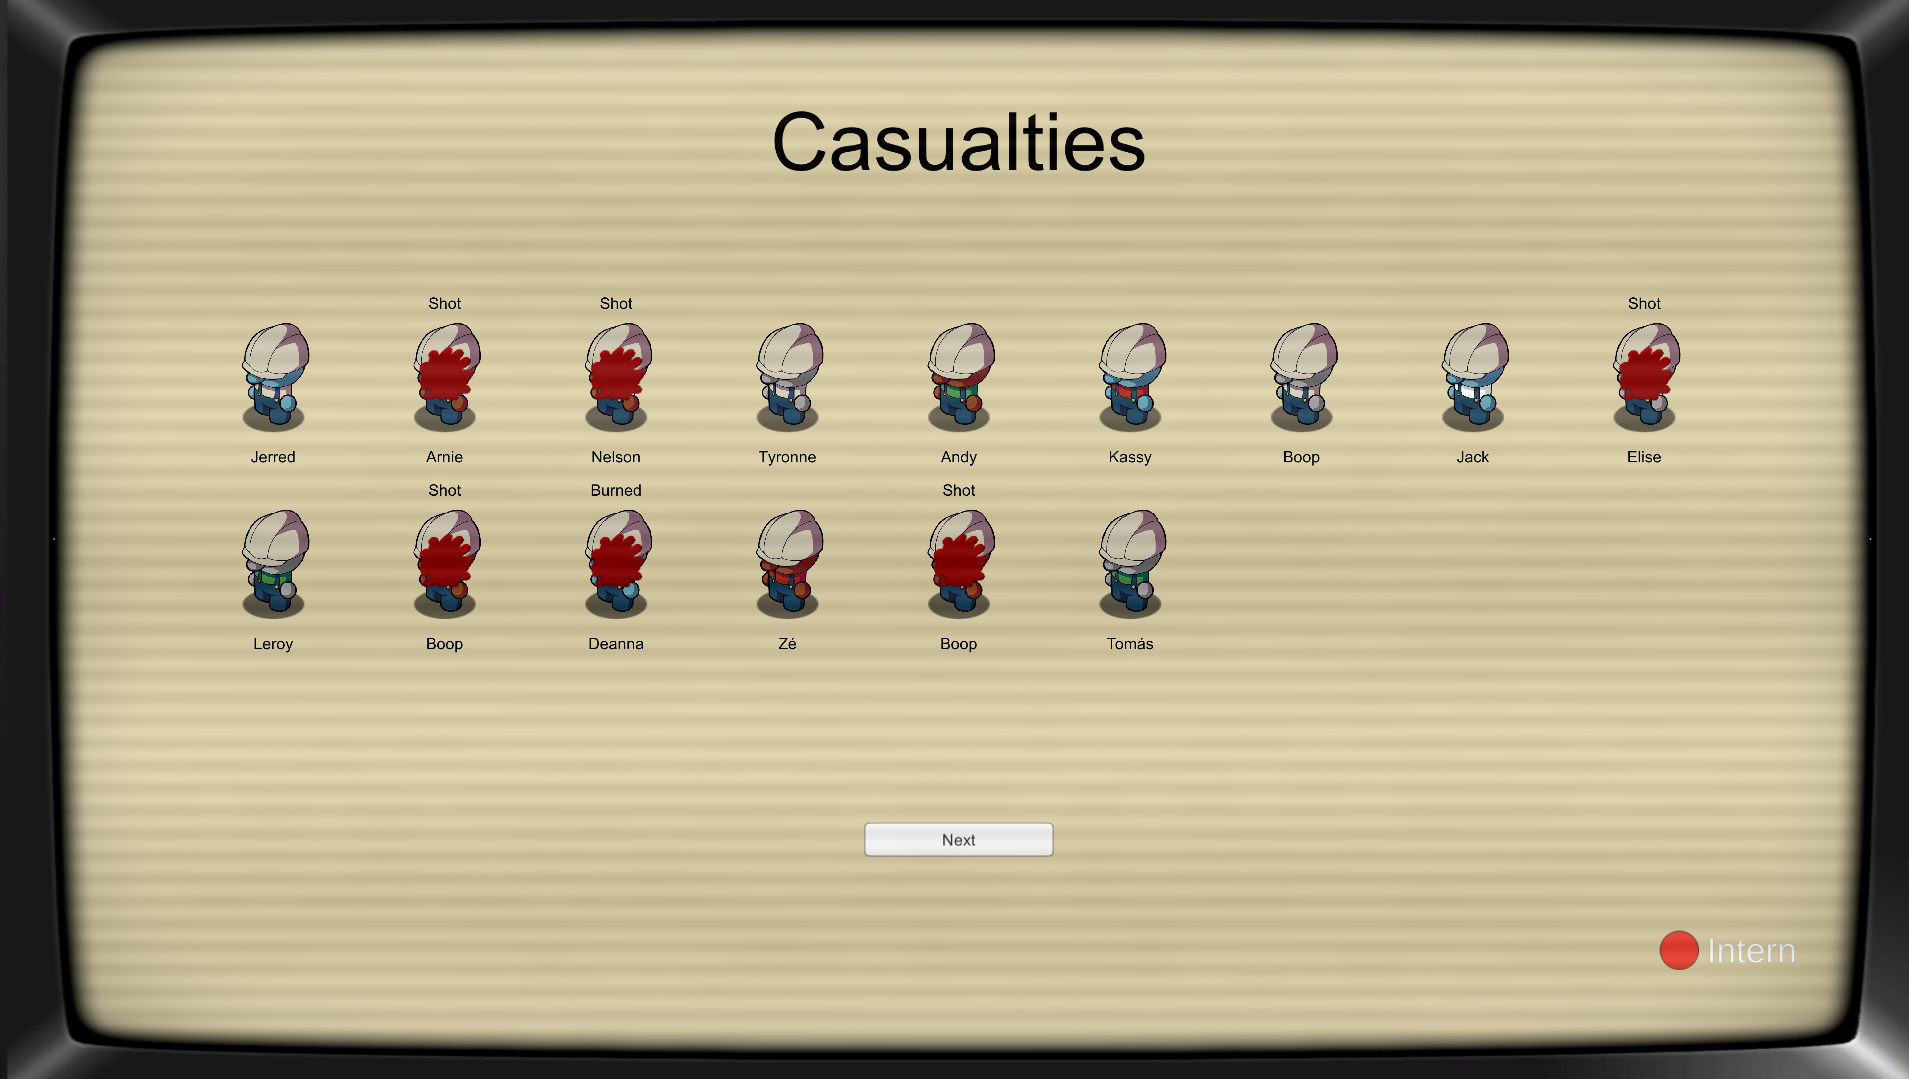 Casualties
Shot Shot Shot
Jerred Arnie Nelson Tyronne Andy Kassy Boop Jack Elise
Shot Burned Shot
Leroy Boop Deanna Zé Boop Tomás
Next
Intern